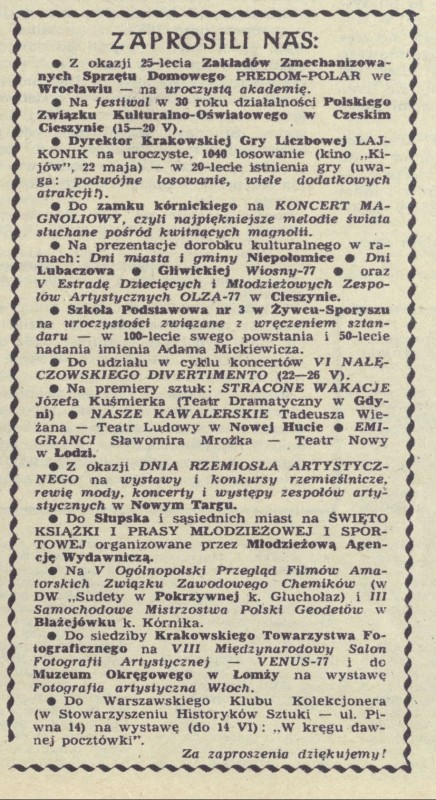 ZAPROSILI NAS:
● Z okazji 25-lecia Zakładów Zmechanizowa-
nych Sprzętu Domowego PREDOM-POLAR we
Wrocławiu — na uroczystą akademię.
● Na festiwal w 30 roku działalności Polskiego
Związku Kulturalno-Oświatowego w Czeskim
Cieszynie (15—20 V).
● Dyrektor Krakowskiej Gry Liczbowej LAJ-
KONIK na uroczyste, 1040 losowanie (kino „Ki-
jów”, 22 maja) — w 20-lecie istnienia gry (uwa-
ga: podwójne losowanie, wiele dodatkowych
atrakcji!).
● Do zamku kórnickiego na KONCERT MA-
GNOLIOWY, czyli najpiękniejsze melodie świata
słuchane pośród kwitnących magnolii.
● Na prezentacje dorobku kulturalnego w ra-
mach: Dni miasta i gminy Niepołomice ● Dni
Lubaczowa ● Gliwickiej Wiosny-77 ● oraz
V Estradę Dziecięcych i Młodzieżowych Zespo-
łów Artystycznych OLZA-77 w Cieszynie.
● Szkoła Podstawowa nr 3 w Żywcu-Sporyszu
na uroczystości związane z wręczeniem sztan-
daru — w 100-lecie swego powstania i 50-lecie
nadania imienia Adama Mickiewicza.
● Do udziału w cyklu koncertów VI NAŁĘ-
CZOWSKIEGO DIVERTIMENTO (22—26 V).
● Na premiery sztuk: STRACONE WAKACJE
Józefa Kuśmierka (Teatr Dramatyczny w Gdy-
ni) ● NASZE KAWALERSKIE Tadeusza Wie-
żana — Teatr Ludowy w Nowej Hucie ● EMI-
GRANCI Sławomira Mrożka — Teatr Nowy
w Łodzi.
● Z okazji DNIA RZEMIOSŁA ARTYSTYCZ-
NEGO na wystawy i konkursy rzemieślnicze,
rewię mody, koncerty i występy zespołów arty-
stycznych w Nowym Targu.
● Do Słupska i sąsiednich miast na ŚWIĘTO
KSIĄŻKI I PRASY MŁODZIEŻOWEJ I SPOR-
TOWEJ organizowane przez Młodzieżową Agen-
cję Wydawniczą.
● Na V Ogólnopolski Przegląd Filmów Ama-
torskich Związku Zawodowego Chemików (w
DW „Sudety w Pokrzywnej k. Głuchołaz) i III
Samochodowe Mistrzostwa Polski Geodetów w
Błażejówku k. Kórnika.
● Do siedziby Krakowskiego Towarzystwa Fo-
tograficznego na VIII Międzynarodowy Salon
Fotografii Artystycznej — VENUS-77 i do
Muzeum Okręgowego w Łomży na wystawę
Fotografia artystyczna Włoch.
● Do Warszawskiego Klubu Kolekcjonera
(w Stowarzyszeniu Historyków Sztuki — ul. Pi-
wna 14) na wystawę (do 14 VI): „W kręgu daw-
nej pocztówki”.
Za zaproszenia dziękujemy!